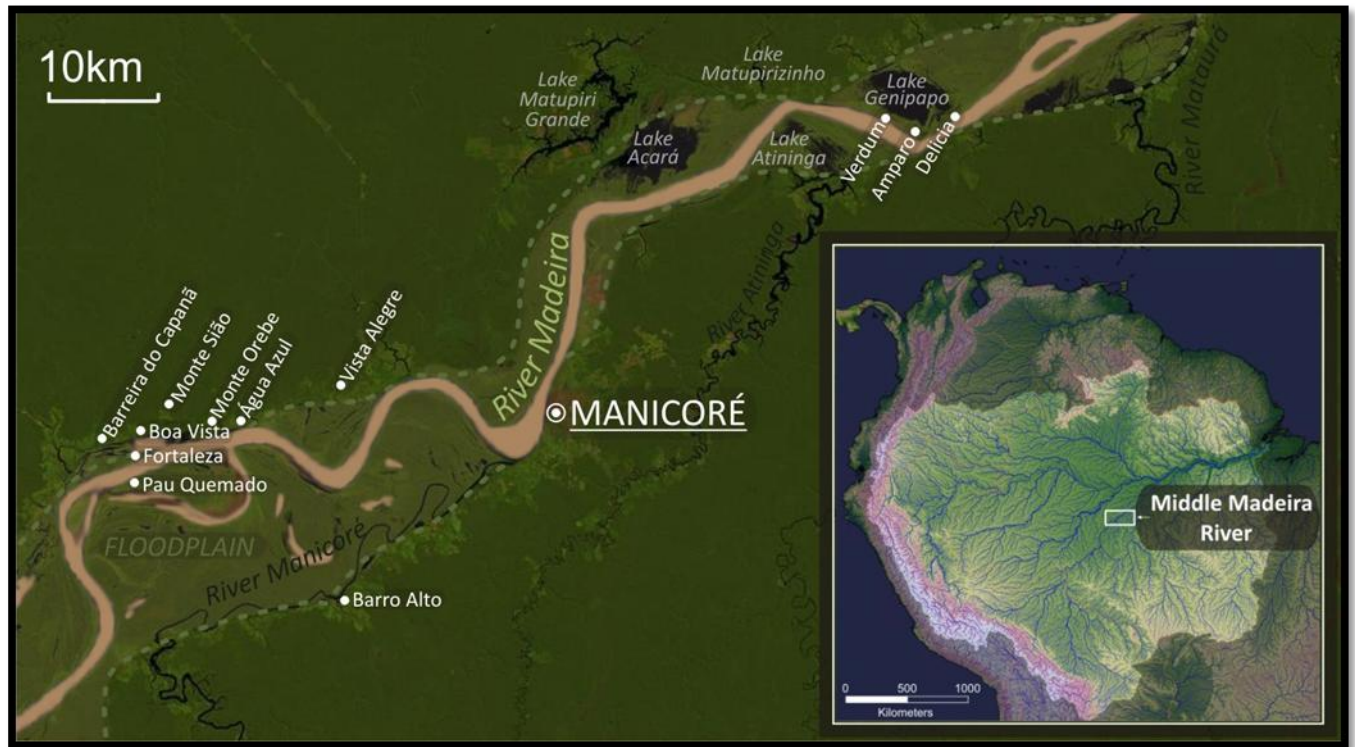 10km
Lake
Matupiri
Grande
Lake
Matupirizinho
Lake
Genipapo
Lake
Acará
Lake
Atininga
Verdum
Amparo
Delicia
River Mataurá
River Atininga
River Madeira
MANICORÉ
Barreira do Capanã
Monte Sião
Monte Orebe
Água Azul
Vista Alegre
Boa Vista
Fortaleza
Pau Quemado
FLOODPLAIN
River Manicoré
Barro Alto
Middle Madeira
River
0 500 1000
Kilometers